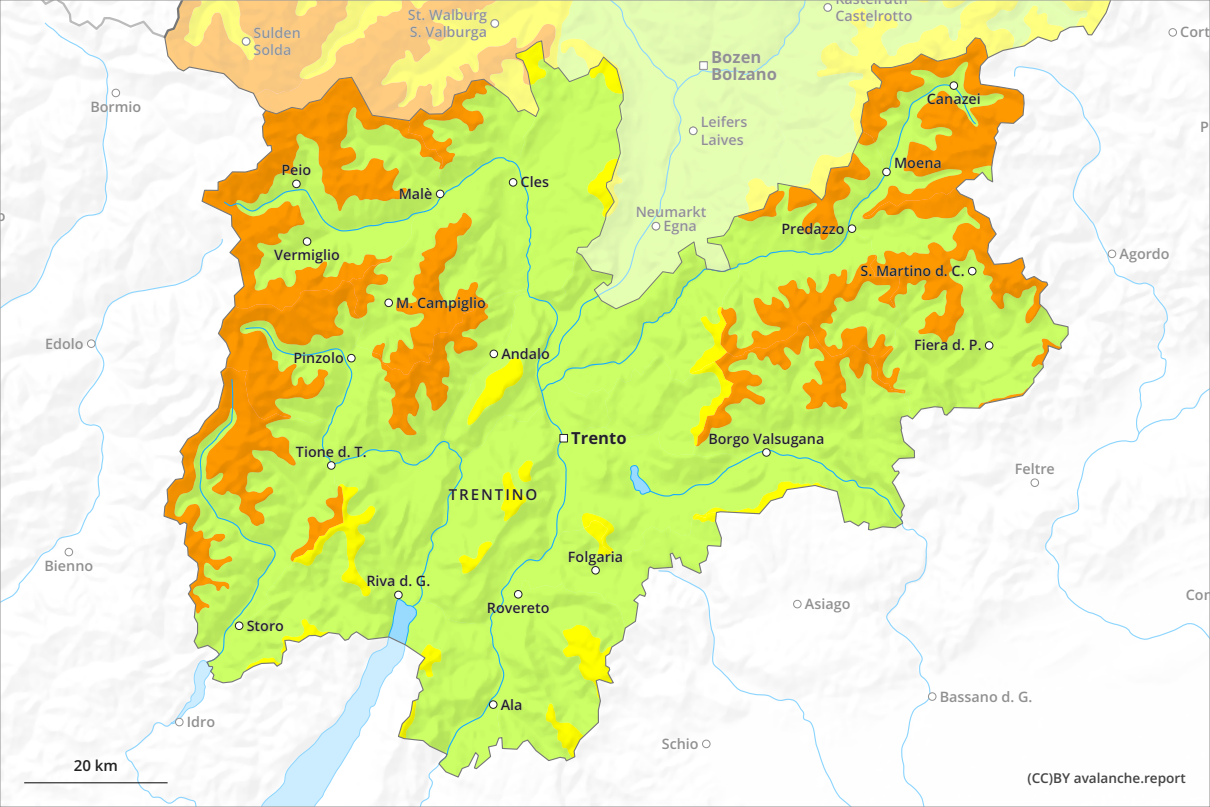 Kastelruth
Castelrotto
St. Walburg
S. Valburga
Sulden
Solda
Cort
Bozen
Bolzano
Bormio
Canazei
Leifers
Laives
P
Moena
Peio
Cles
Malè
Neumarkt
Egna
Predazzo
Vermiglio
Agordo
S. Martino d. C.
M. Campiglio
Edolo
Andalo
Pinzolo
Fiera d. P.
Trento
Borgo Valsugana
Tione d. T.
Feltre
TRENTINO
Bienno
Folgaria
Riva d. G.
Cor
Rovereto
Asiago
Storo
Bassano d. G.
Ala
Idro
Schio
20 km
(CC)BY avalanche.report